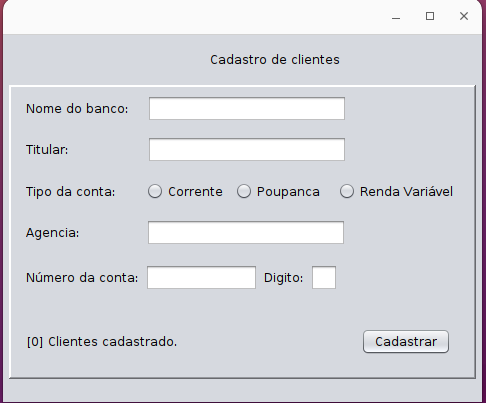 Cadastro de clientes
Nome do banco:
Titular:
Tipo da conta: Corrente Poupanca Renda Variável
Agencia:
Número da conta: Digito:
[0] Clientes cadastrado. Cadastrar